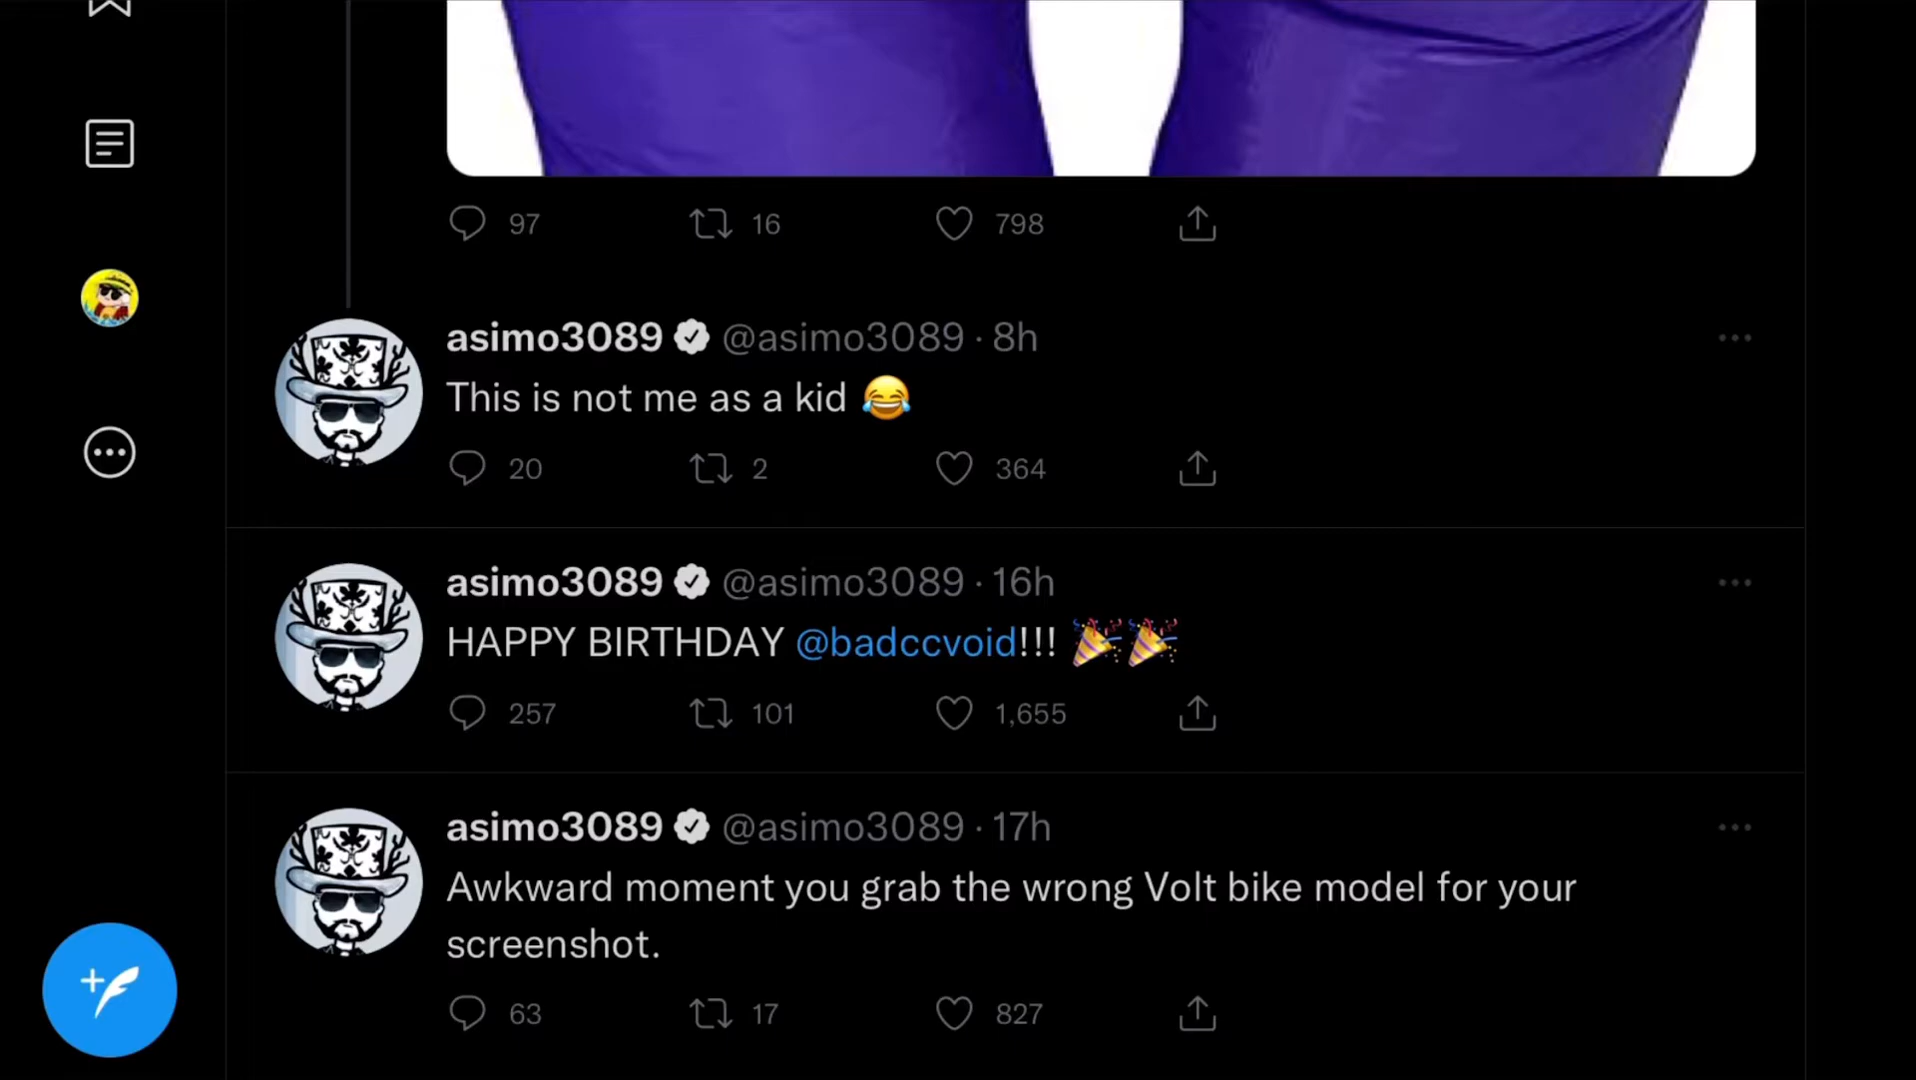 97 16 798
asimo3089 @asimo3089 · 8h
This is not me as a kid 😂
20 2 364
asimo3089 @asimo3089 · 16h
HAPPY BIRTHDAY @badccvoid!!! 🎉🎉
257 101 1,655
asimo3089 @asimo3089 · 17h
Awkward moment you grab the wrong Volt bike model for your
screenshot.
63 17 827